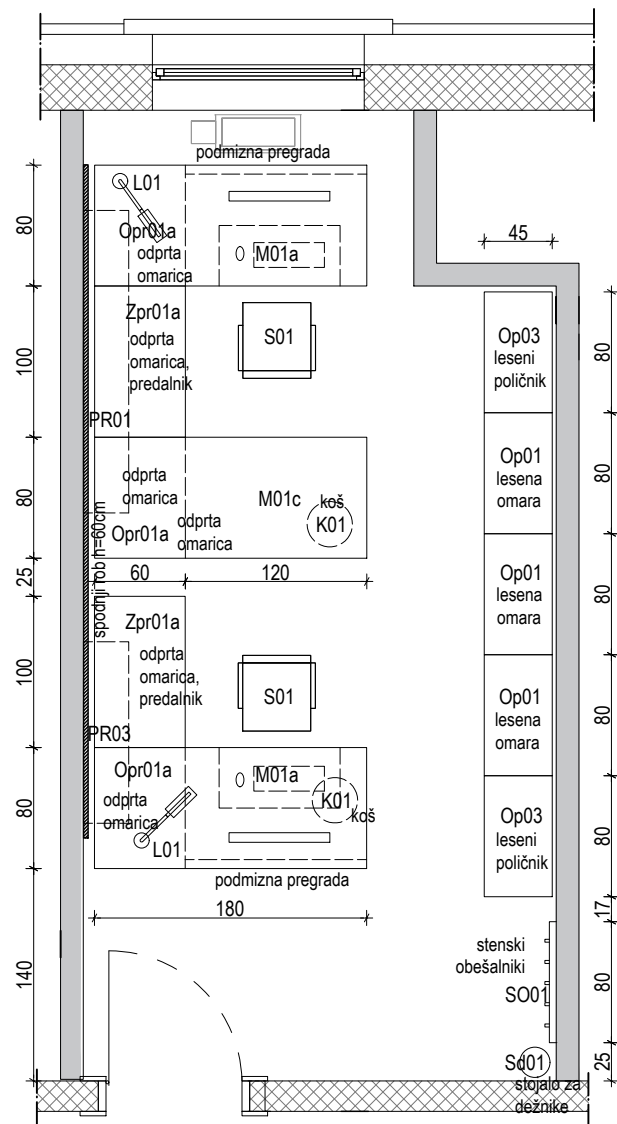 podmizna pregrada
L01
Opr01a
odprta
omarica
M01a
80
45
Zpr01a
odprta
omarica,
predalnik
S01
100
PR01
Op03
leseni
poličnik
80
odprta
omarica
Opr01a
odprta
omarica
M01c
koš
K01
80
Op01
lesena
omara
80
spodnji rob h=60cm
25
60
120
Op01
lesena
omara
80
Zpr01a
odprta
omarica,
predalnik
S01
100
PR03
Op01
lesena
omara
80
Opr01a
odprta
omarica
M01a
K01
koš
L01
80
podmizna pregrada
Op03
leseni
poličnik
80
180
17
140
stenski
obešalniki
SO01
80
Sd01
stojalo za
dežnike
25